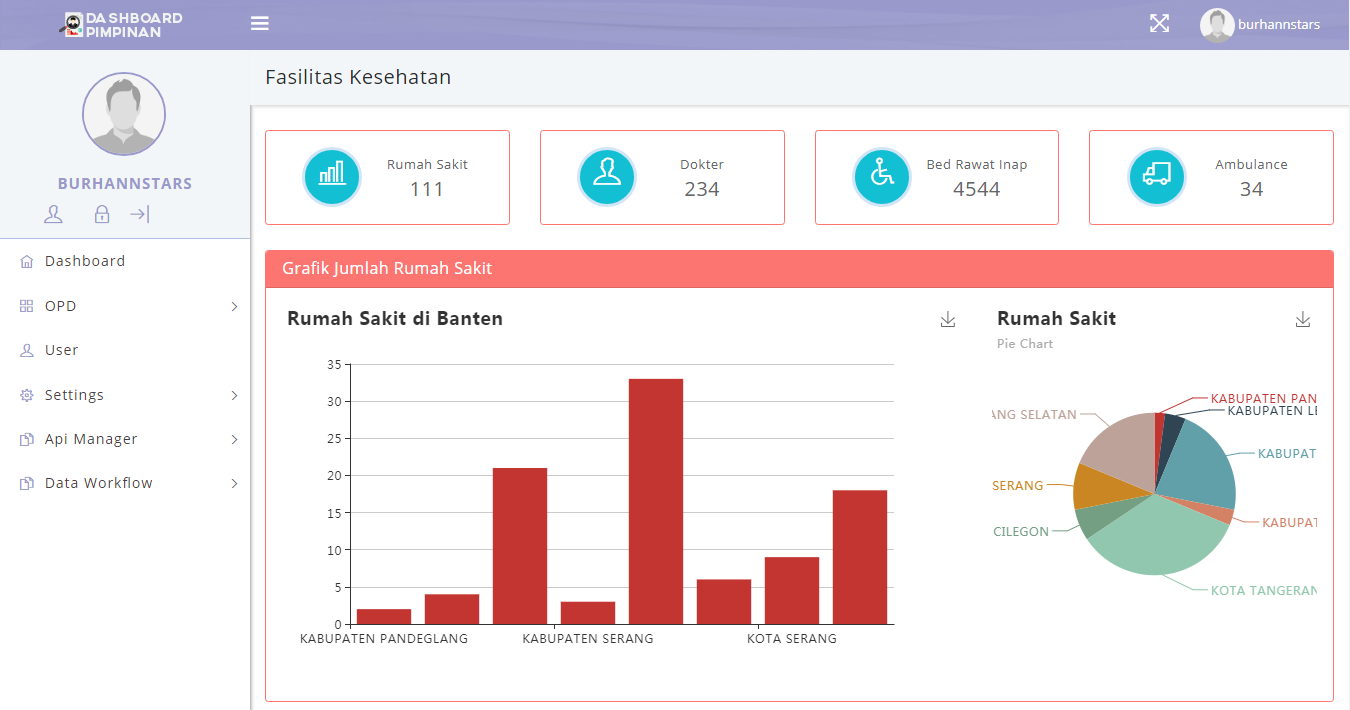 DASHBOARD
PIMPINAN
burhannstars
BURHANNSTARS
Dashboard
OPD
User
Settings
Api Manager
Data Workflow
Fasilitas Kesehatan
Rumah Sakit
111
Dokter
234
Bed Rawat Inap
4544
Ambulance
34
Grafik Jumlah Rumah Sakit
Rumah Sakit di Banten
35
30
25
20
15
10
5
0
KABUPATEN PANDEGLANG
KABUPATEN SERANG
KOTA SERANG
Rumah Sakit
Pie Chart
KABUPATEN PAN
KABUPATEN LE
ANG SELATAN
KABUPAT
SERANG
KABUPAT
CILEGON
KOTA TANGERAN